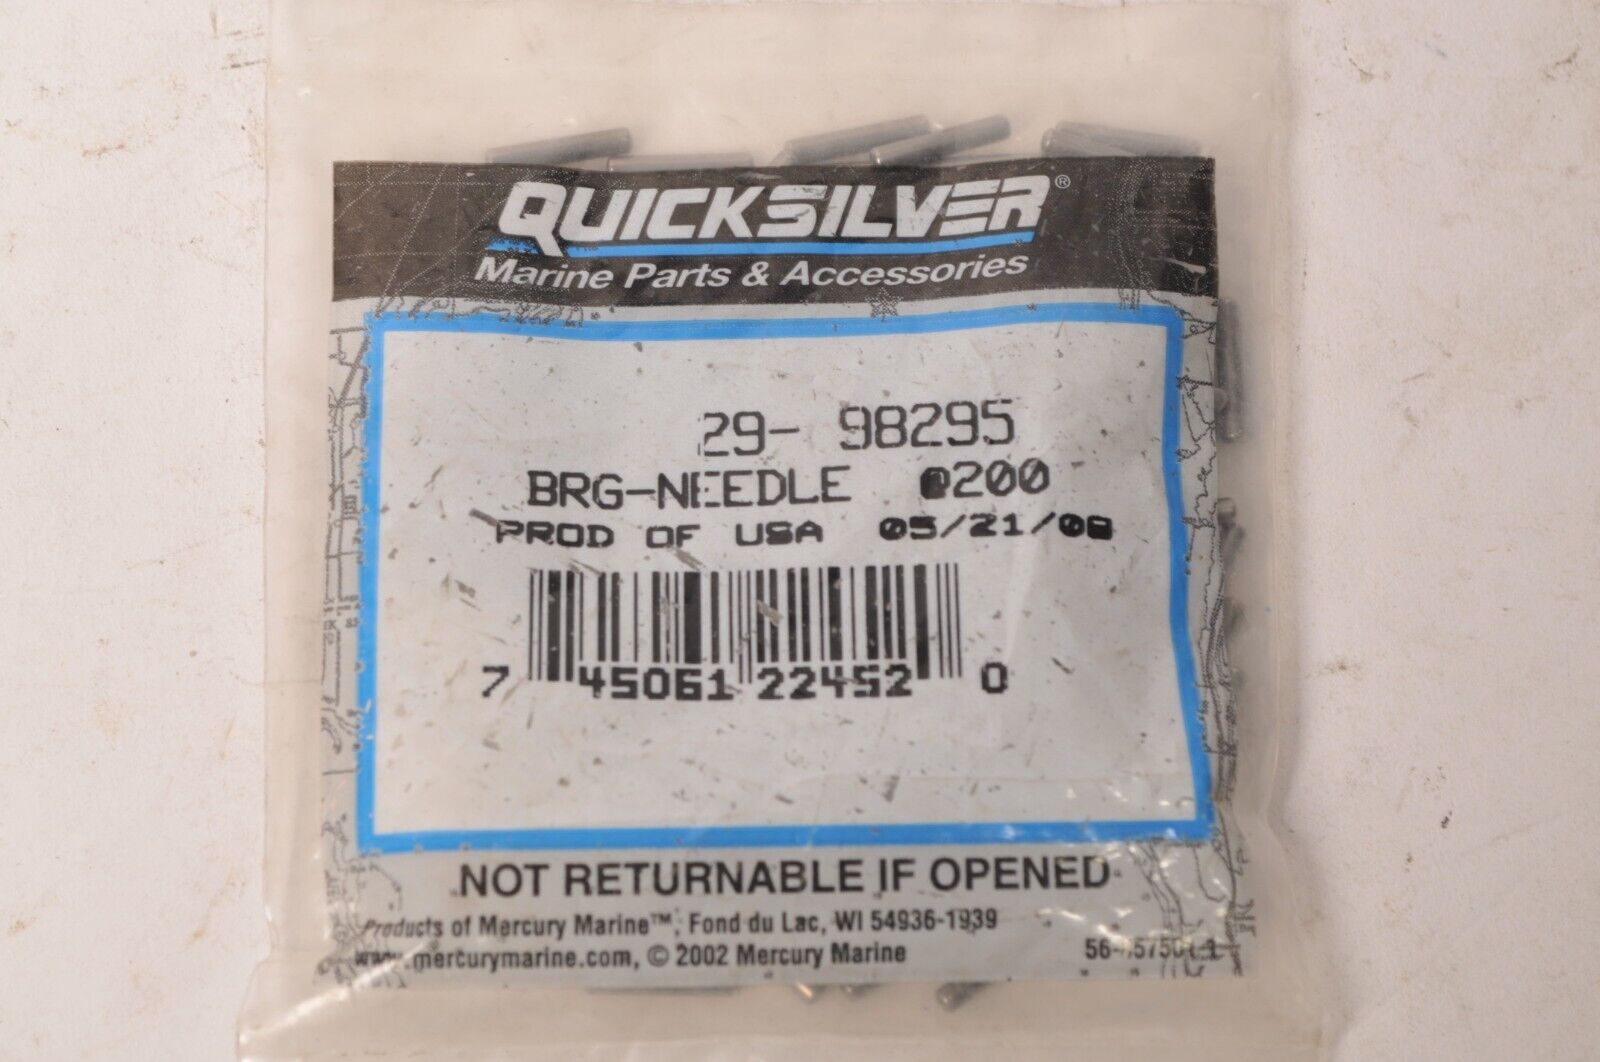 QUICKSILVER®
Marine Parts & Accessories
29- 98295
BRG-NEEDLE @200
PROD OF USA 05/21/08
7 45061 22452 0
NOT RETURNABLE IF OPENED
Products of Mercury Marine™, Fond du Lac, WI 54936-1939
www.mercurymarine.com, © 2002 Mercury Marine